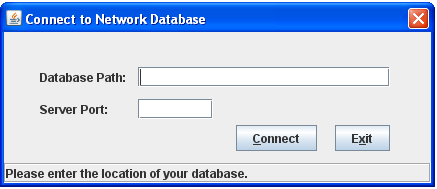 Connect to Network Database
Database Path:
Server Port:
Connect Exit
Please enter the location of your database.